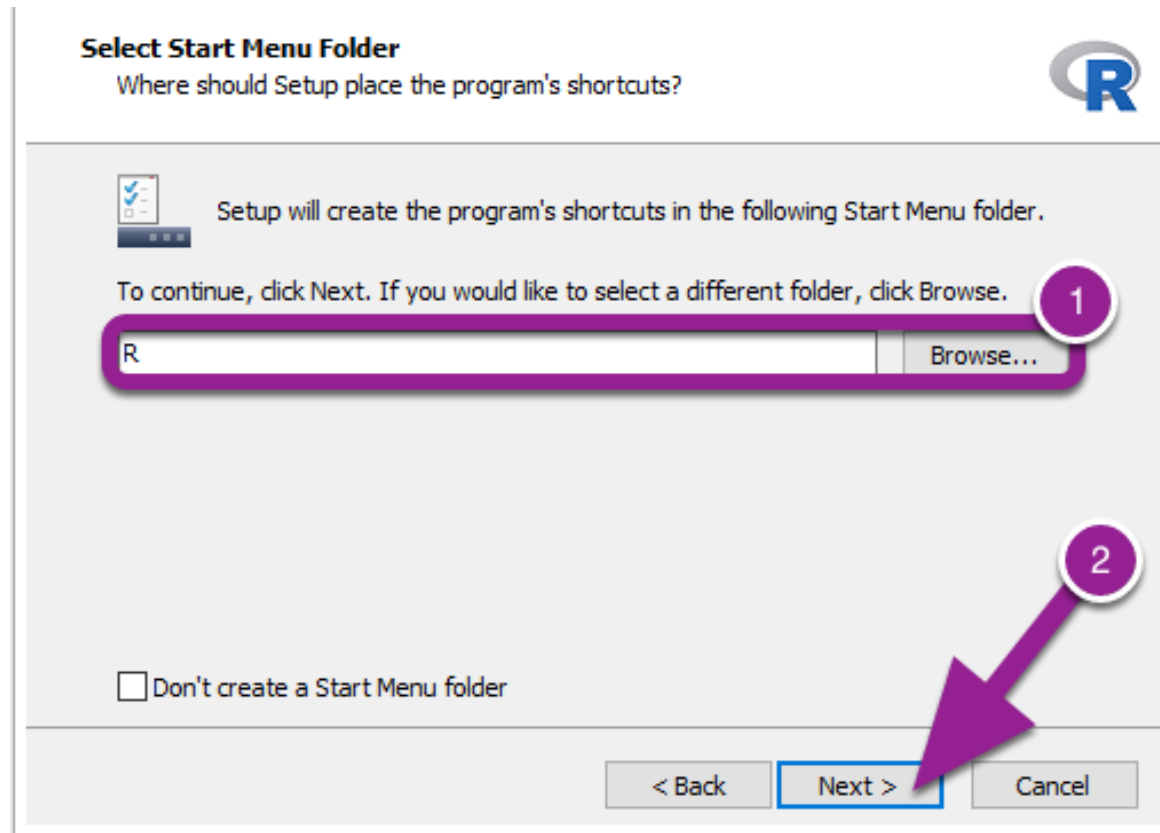 Select Start Menu Folder
Where should Setup place the program's shortcuts?
R
Setup will create the program's shortcuts in the following Start Menu folder.
To continue, click Next. If you would like to select a different folder, click Browse.
1
R
Browse...
2
Don't create a Start Menu folder
< Back
Next >
Cancel